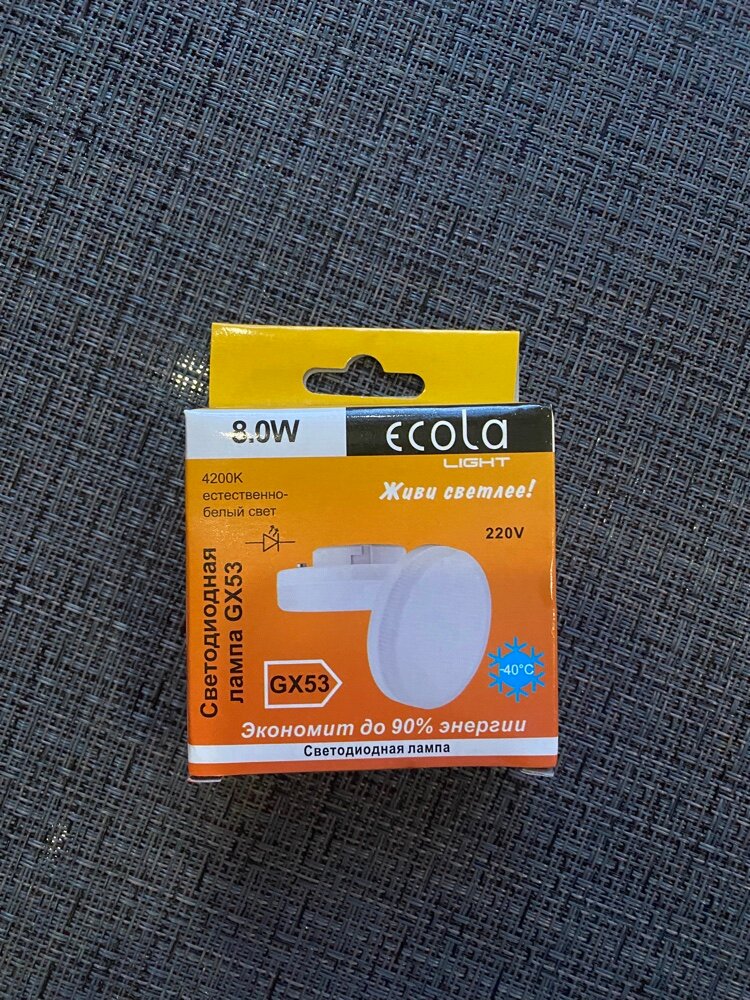 8.0W
ecola
LIGHT
4200K
естественно-
белый свет
Живи светлее!
220V
Светодиодная
лампа GX53
GX53
-40°C
Экономит до 90% энергии
Светодиодная лампа